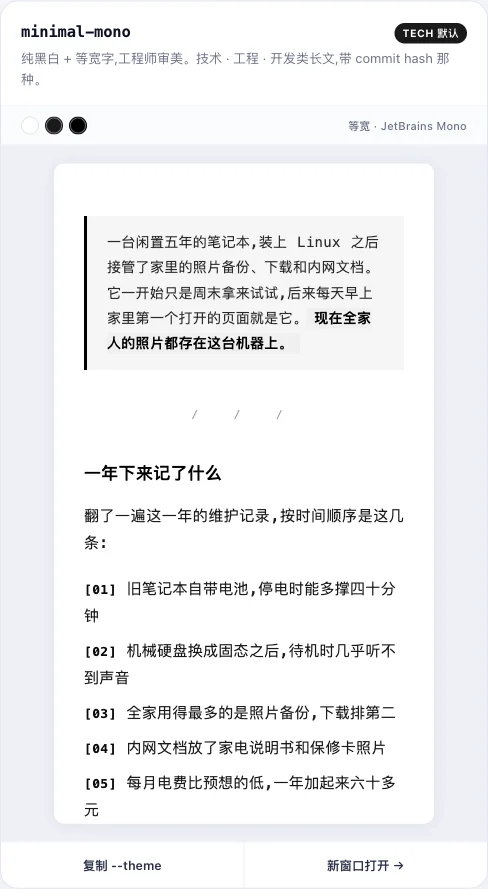 minimal-mono
TECH 默认
纯黑白 + 等宽字,工程师审美。技术 · 工程 · 开发类长文,带 commit hash 那
种。
等宽 · JetBrains Mono
一台闲置五年的笔记本,装上 Linux 之后
接管了家里的照片备份、下载和内网文档。
它一开始只是周末拿来试试,后来每天早上
家里第一个打开的页面就是它。 现在全家
人的照片都存在这台机器上。
/ / /
一年下来记了什么
翻了一遍这一年的维护记录,按时间顺序是这几
条:
[01] 旧笔记本自带电池,停电时能多撑四十分
钟
[02] 机械硬盘换成固态之后,待机时几乎听不
到声音
[03] 全家用得最多的是照片备份,下载排第二
[04] 内网文档放了家电说明书和保修卡照片
[05] 每月电费比预想的低,一年加起来六十多
元
复制 --theme
新窗口打开 →